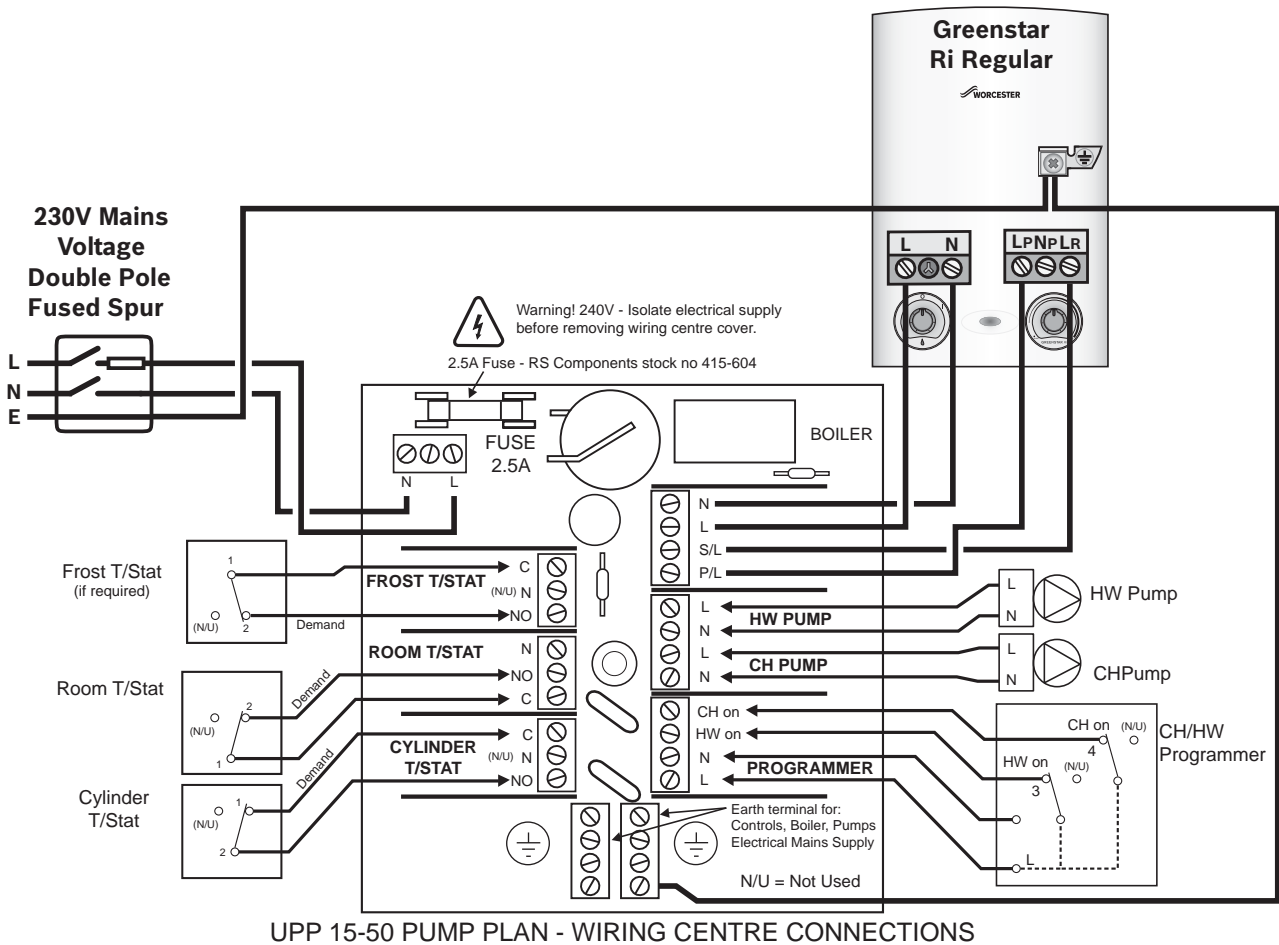 Greenstar
Ri Regular
WORCESTER
230V Mains
Voltage
Double Pole
Fused Spur
L
N
E
L N
LP NP LR
Warning! 240V - Isolate electrical supply
before removing wiring centre cover.
2.5A Fuse - RS Components stock no 415-604
FUSE
2.5A
N L
BOILER
N
L
S/L
P/L
Frost T/Stat
(if required)
1
(N/U)
2
Demand
FROST T/STAT
C
(N/U) N
NO
HW PUMP
L
N
L
N
HW Pump
CH PUMP
L
N
L
N
CHPump
Room T/Stat
(N/U)
2
1
Demand
ROOM T/STAT
N
NO
C
Cylinder
T/Stat
(N/U)
1
2
Demand
CYLINDER
T/STAT
C
(N/U) N
NO
CH on
HW on
N
L
PROGRAMMER
CH on (N/U)
4
HW on (N/U)
3
L
CH/HW
Programmer
Earth terminal for:
Controls, Boiler, Pumps
Electrical Mains Supply
N/U = Not Used
UPP 15-50 PUMP PLAN - WIRING CENTRE CONNECTIONS